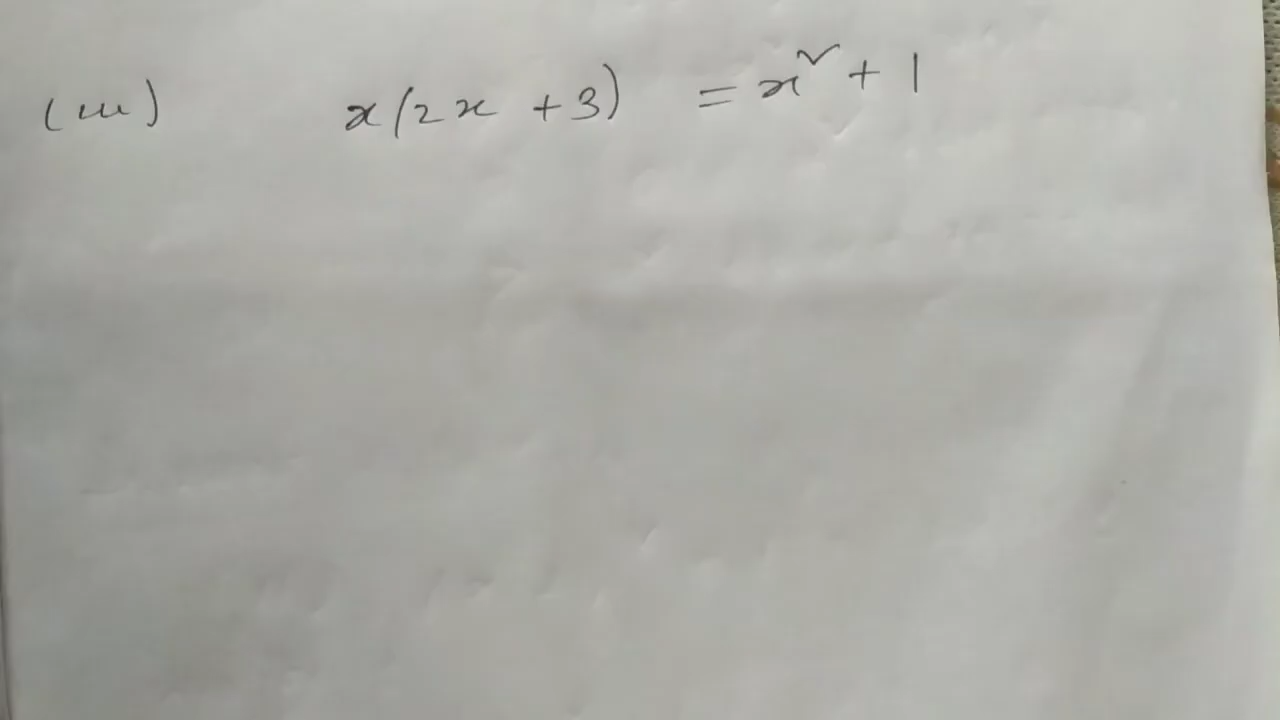 (iii) x(2x +3) = x² + 1